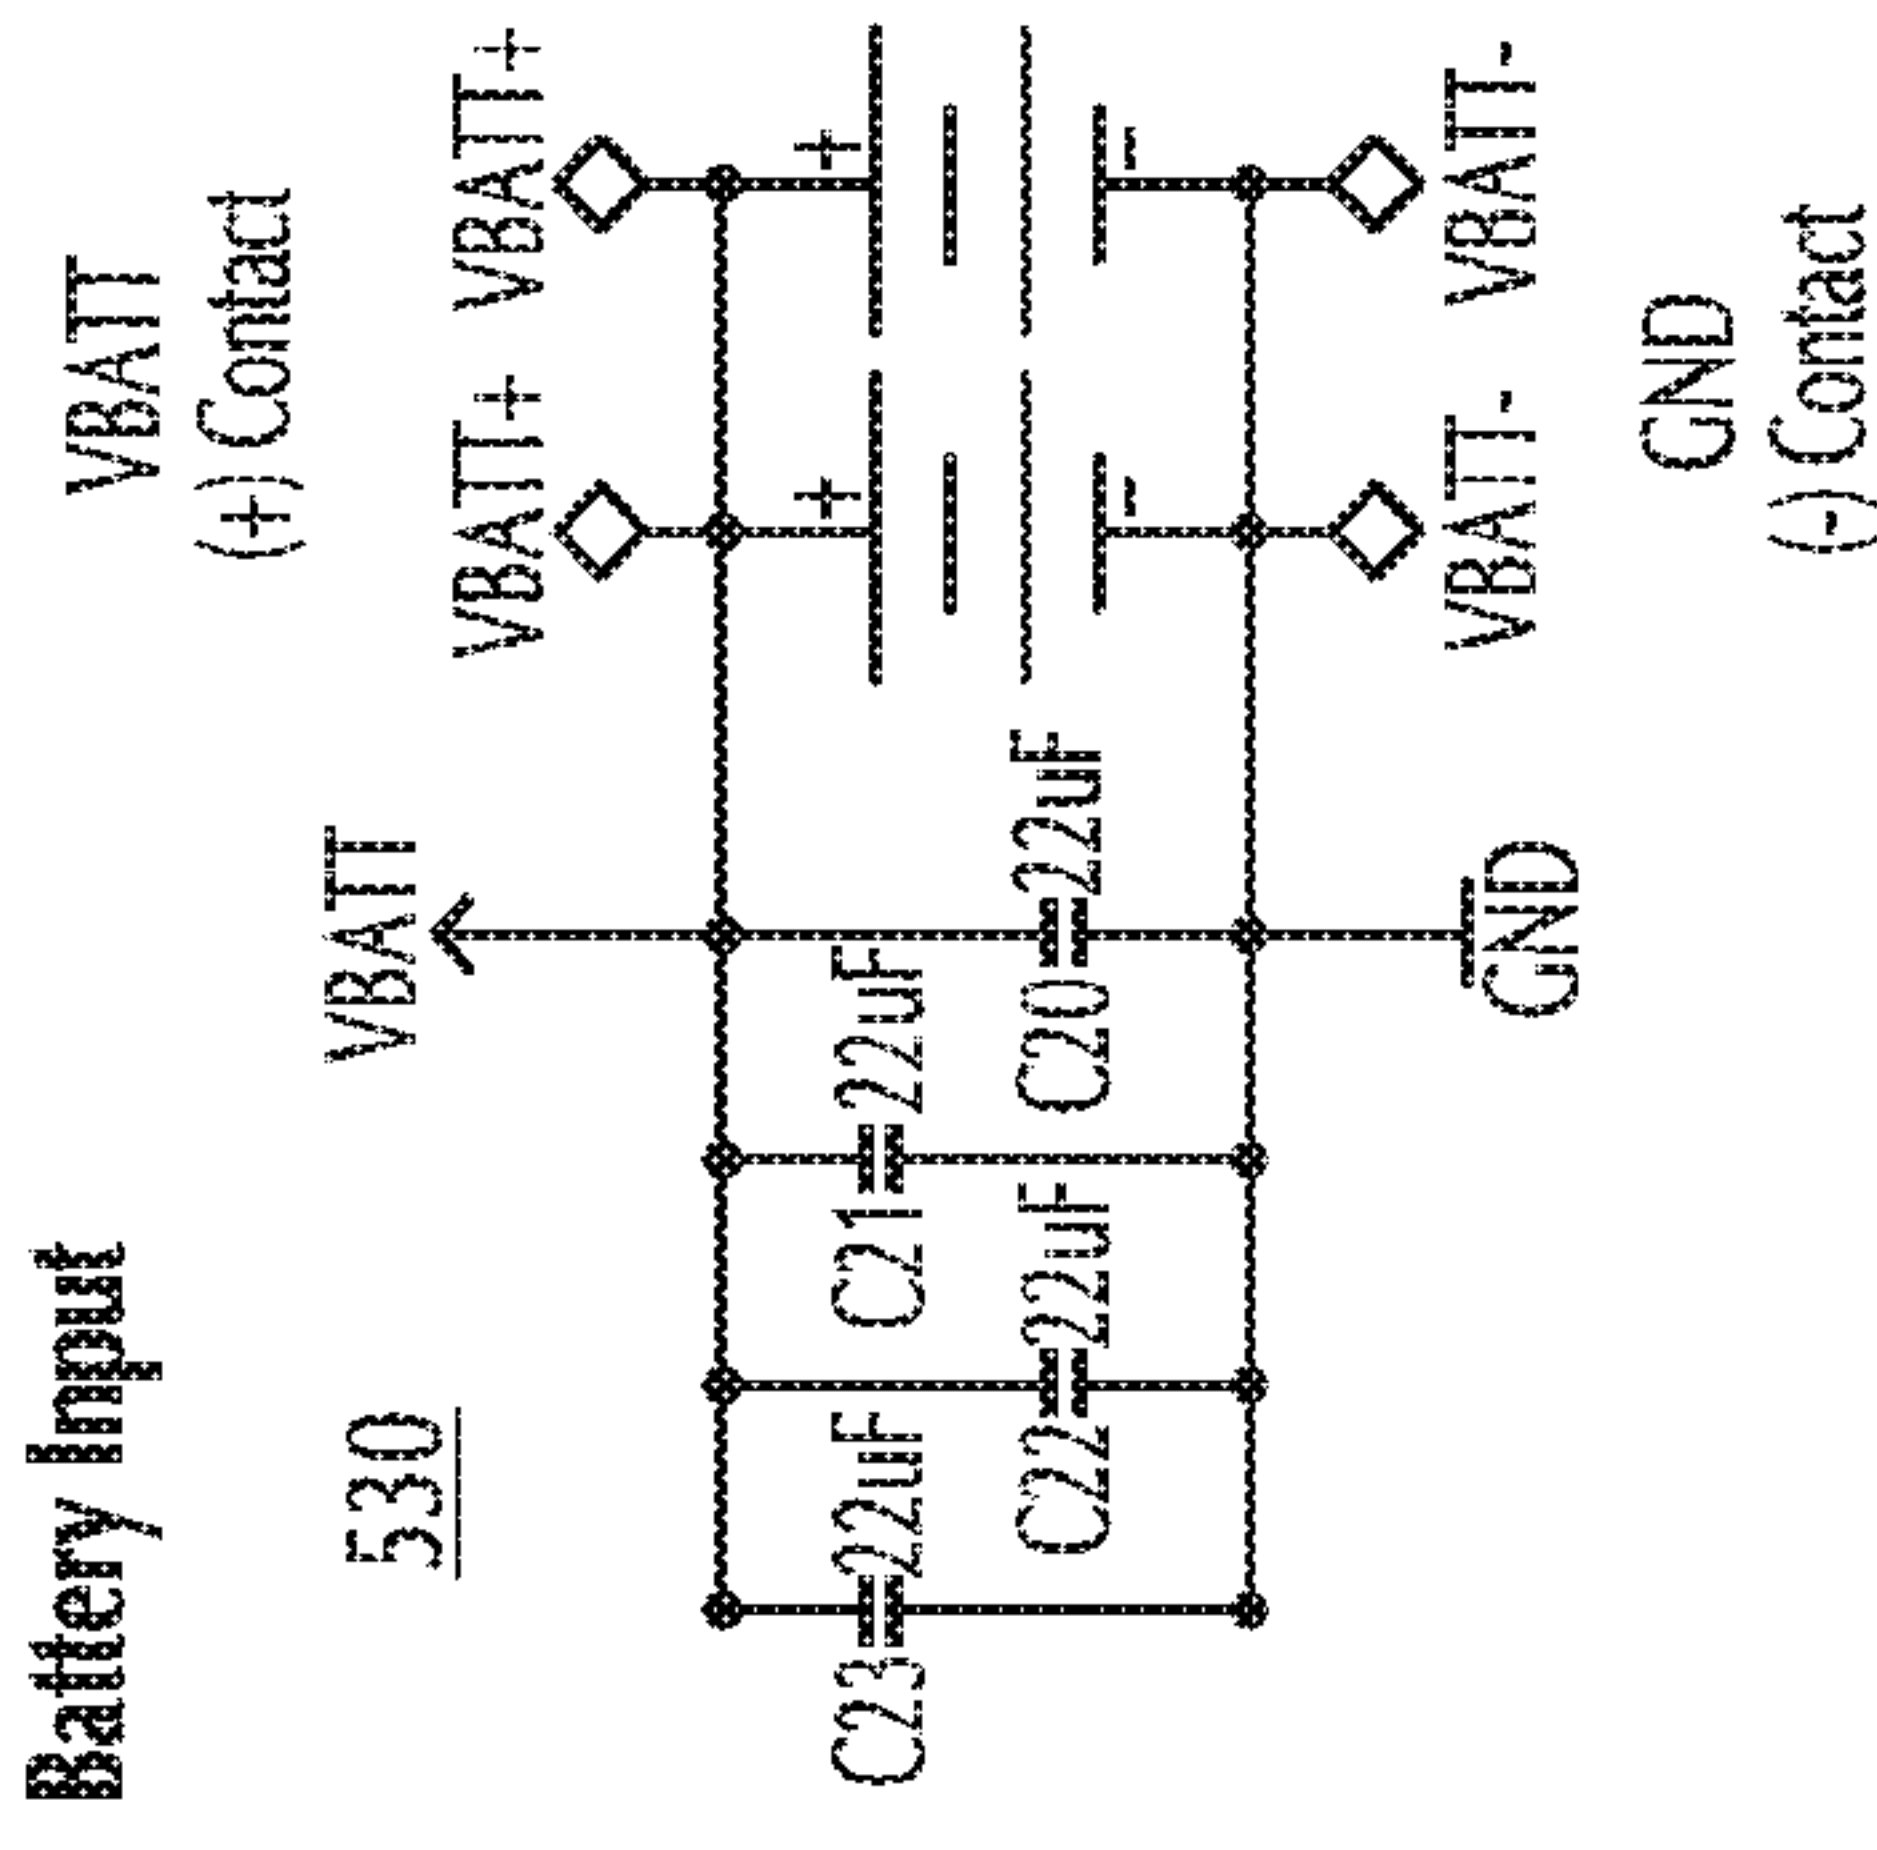 Battery Input
530
VBATT
VBATT
(+) Contact
VBATT+
VBATT+
C23 22uF
C21 22uF
C22 22uF
C20 22uF
+
+
-
-
GND
VBATT-
VBATT-
GND
(-) Contact